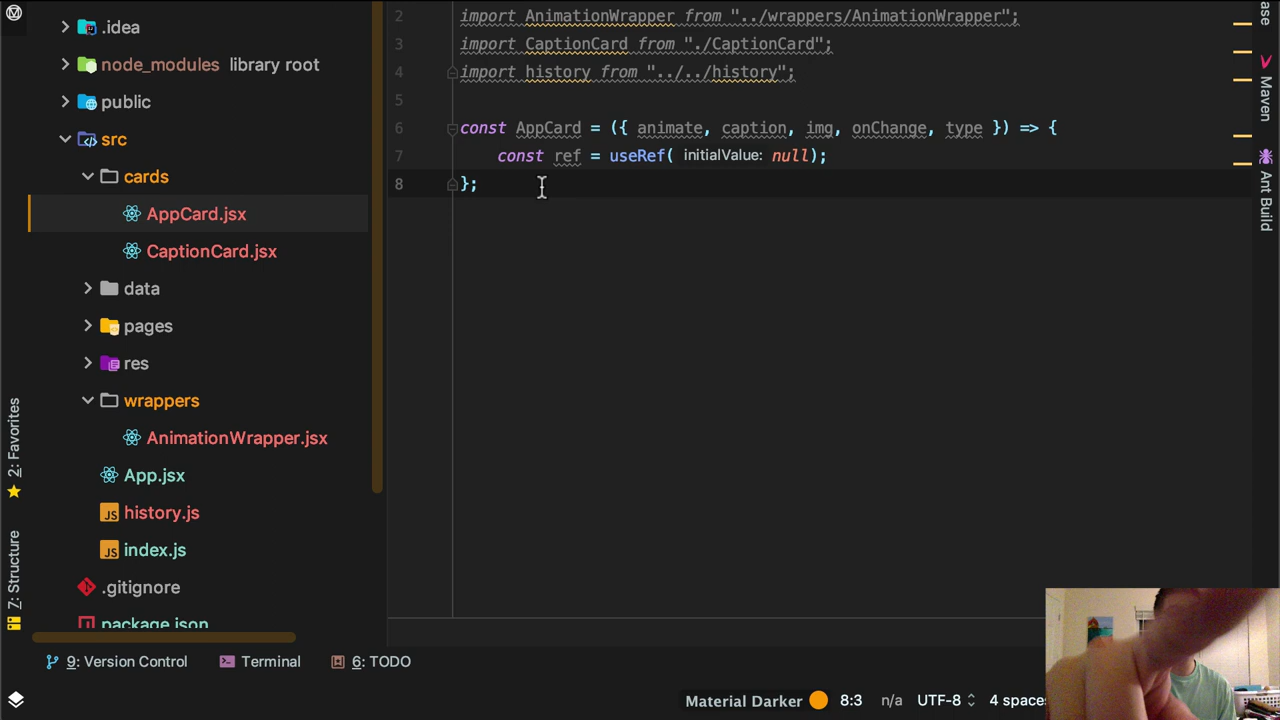 .idea
node_modules library root
public
src
cards
AppCard.jsx
CaptionCard.jsx
data
pages
res
wrappers
AnimationWrapper.jsx
App.jsx
history.js
index.js
.gitignore
package.json
2: Favorites
7: Structure
2 import AnimationWrapper from "../wrappers/AnimationWrapper";
3 import CaptionCard from "./CaptionCard";
4 import history from "../../history";
5
6 const AppCard = ({ animate, caption, img, onChange, type }) => {
7 const ref = useRef( initialValue: null);
8 };
ase
Maven
Ant Build
9: Version Control
Terminal
6: TODO
Material Darker
8:3
n/a
UTF-8
4 spaces